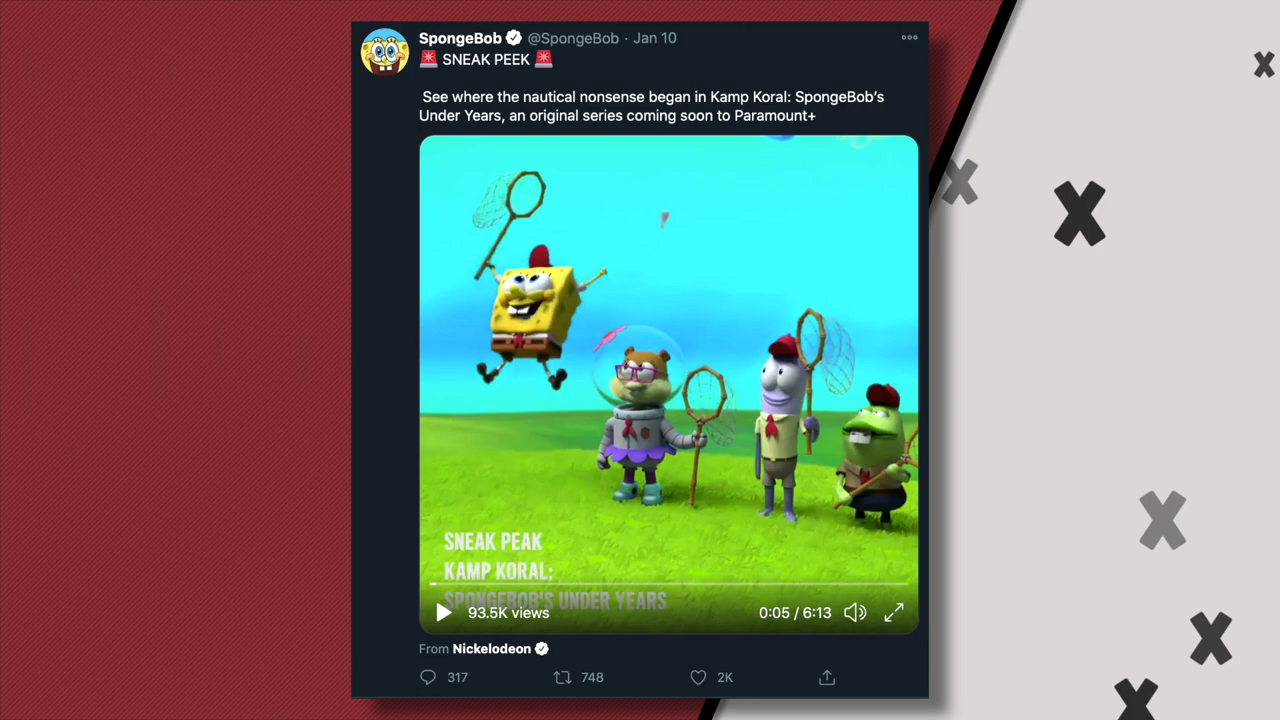 SpongeBob @SpongeBob · Jan 10
🚨 SNEAK PEEK 🚨
See where the nautical nonsense began in Kamp Koral: SpongeBob's
Under Years, an original series coming soon to Paramount+
SNEAK PEAK
KAMP KORAL:
SPONGEBOB'S UNDER YEARS
93.5K views 0:05 / 6:13
From Nickelodeon
317 748 2K